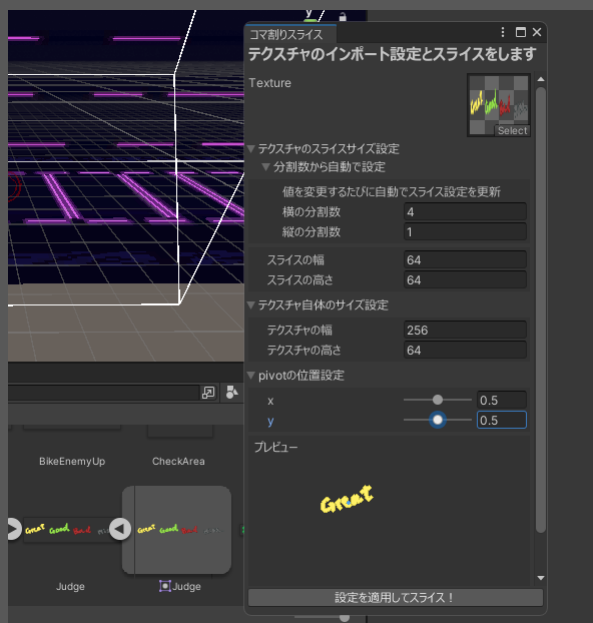 y
コマ割りスライス
テクスチャのインポート設定とスライスをします
Texture
Great Good Bad
Select
テクスチャのスライスサイズ設定
分割数から自動で設定
値を変更するたびに自動でスライス設定を更新
横の分割数 4
縦の分割数 1
スライスの幅 64
スライスの高さ 64
テクスチャ自体のサイズ設定
テクスチャの幅 256
テクスチャの高さ 64
pivotの位置設定
x 0.5
y 0.5
プレビュー
Great
設定を適用してスライス！
BikeEnemyUp CheckArea
Great Good Bad
Great Good Bad
Judge Judge